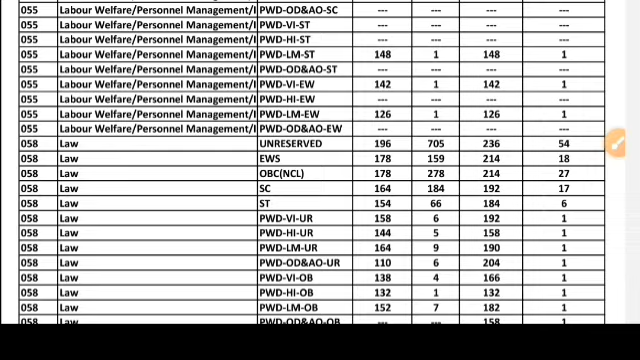 055 Labour Welfare/Personnel Management/I PWD-OD&AO-SC --- --- --- ---
055 Labour Welfare/Personnel Management/I PWD-VI-ST --- --- --- ---
055 Labour Welfare/Personnel Management/I PWD-HI-ST --- --- --- ---
055 Labour Welfare/Personnel Management/I PWD-LM-ST 148 1 148 1
055 Labour Welfare/Personnel Management/I PWD-OD&AO-ST --- --- --- ---
055 Labour Welfare/Personnel Management/I PWD-VI-EW 142 1 142 1
055 Labour Welfare/Personnel Management/I PWD-HI-EW --- --- --- ---
055 Labour Welfare/Personnel Management/I PWD-LM-EW 126 1 126 1
055 Labour Welfare/Personnel Management/I PWD-OD&AO-EW --- --- --- ---
058 Law UNRESERVED 196 705 236 54
058 Law EWS 178 159 214 18
058 Law OBC(NCL) 178 278 214 27
058 Law SC 164 184 192 17
058 Law ST 154 66 184 6
058 Law PWD-VI-UR 158 6 192 1
058 Law PWD-HI-UR 144 5 158 1
058 Law PWD-LM-UR 164 9 190 1
058 Law PWD-OD&AO-UR 110 6 204 1
058 Law PWD-VI-OB 138 4 166 1
058 Law PWD-HI-OB 132 1 132 1
058 Law PWD-LM-OB 152 7 182 1
058 Law PWD-OD&AO-OB --- --- 158 1